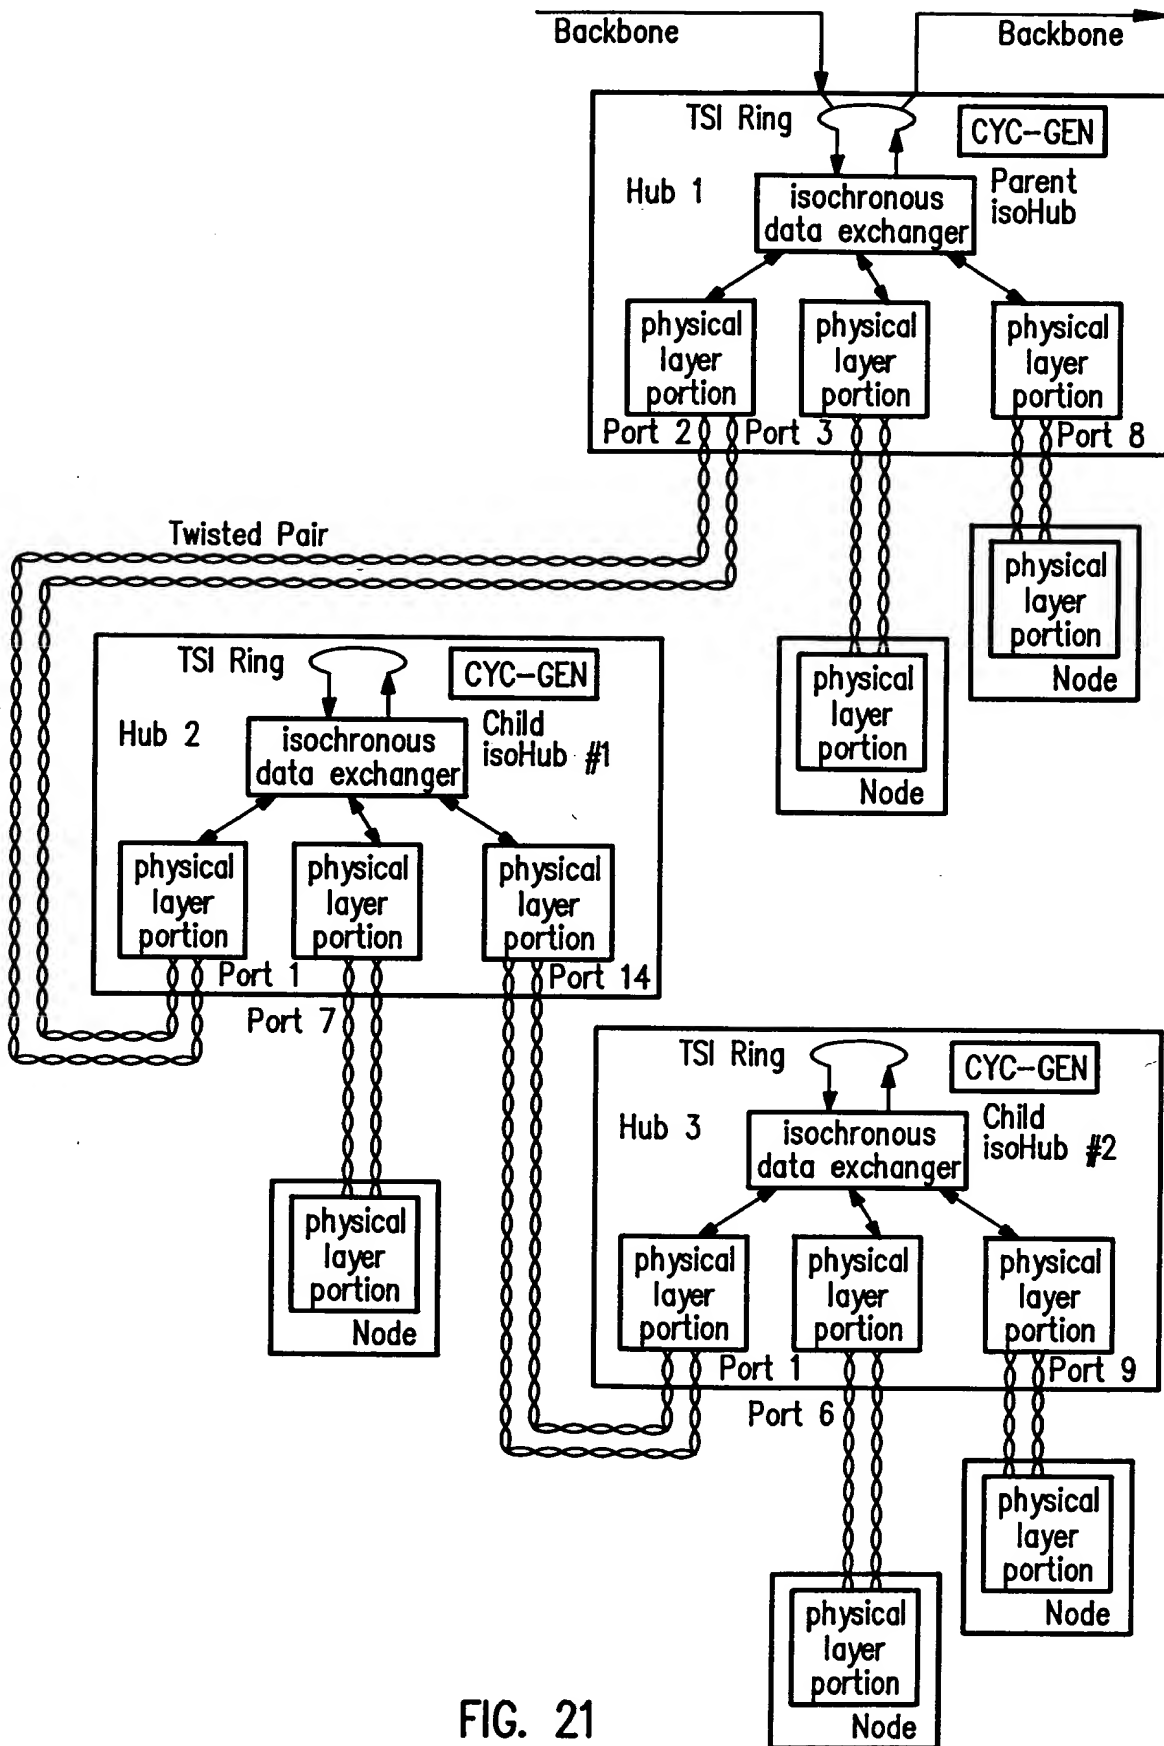 Backbone
Backbone
TSI Ring
CYC-GEN
Hub 1
isochronous
data exchanger
Parent
isoHub
physical
layer
portion
physical
layer
portion
physical
layer
portion
Port 2
Port 3
Port 8
Twisted Pair
physical
layer
portion
Node
physical
layer
portion
Node
TSI Ring
CYC-GEN
Hub 2
isochronous
data exchanger
Child
isoHub #1
physical
layer
portion
physical
layer
portion
physical
layer
portion
Port 1
Port 14
Port 7
physical
layer
portion
Node
TSI Ring
CYC-GEN
Hub 3
isochronous
data exchanger
Child
isoHub #2
physical
layer
portion
physical
layer
portion
physical
layer
portion
Port 1
Port 9
Port 6
physical
layer
portion
Node
physical
layer
portion
Node
FIG. 21